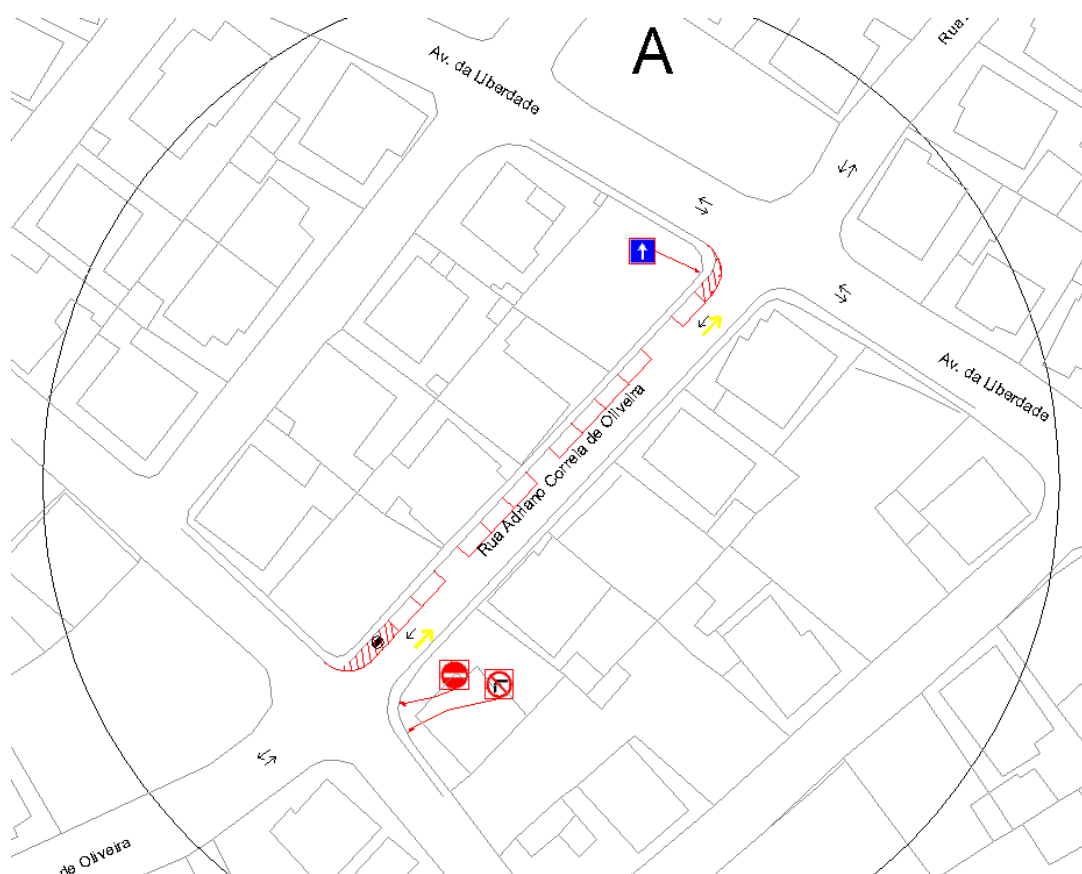 A
Av. da Liberdade
Rua
Av. da Liberdade
Rua Adriano Correia de Oliveira
de Oliveira